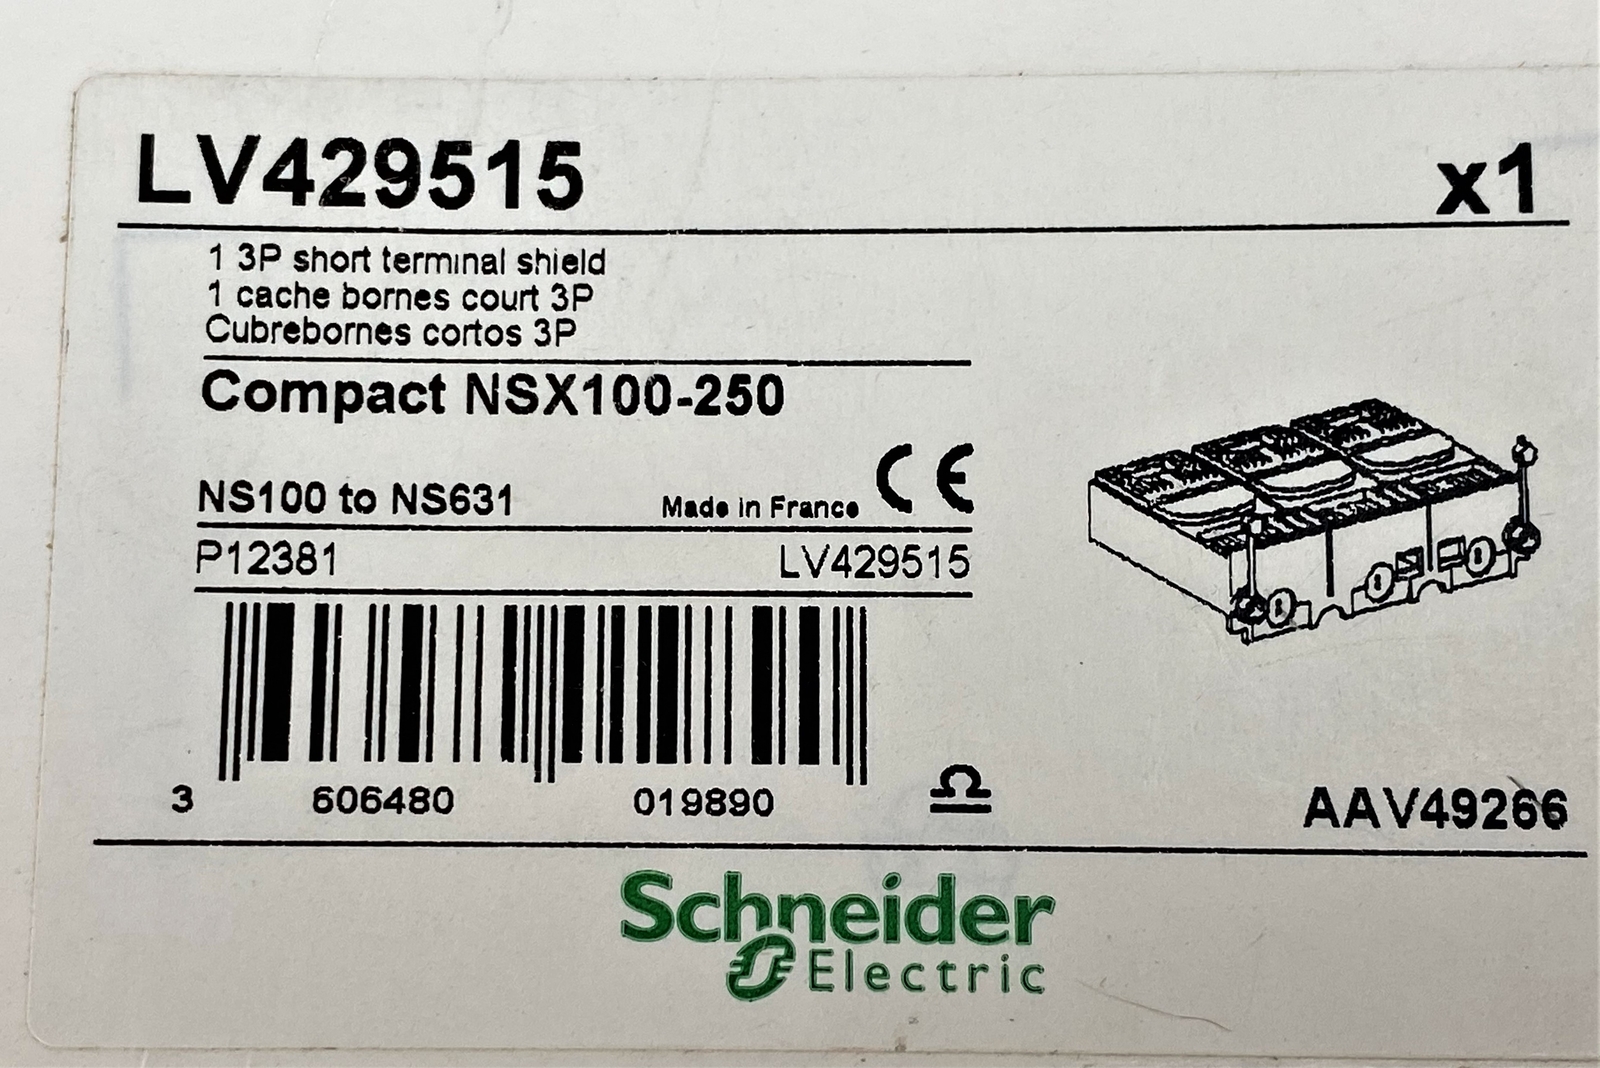 LV429515 x1
1 3P short terminal shield
1 cache bornes court 3P
Cubrebornes cortos 3P
Compact NSX100-250
NS100 to NS631 Made in France CE
P12381 LV429515
3 606480 019890
AAV49266
Schneider
Electric